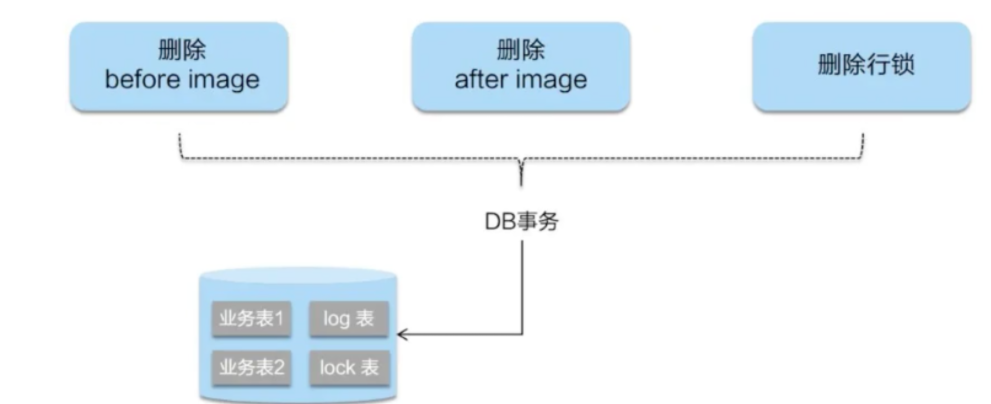 删除
before image
删除
after image
删除行锁
DB事务
业务表1
log 表
业务表2
lock 表